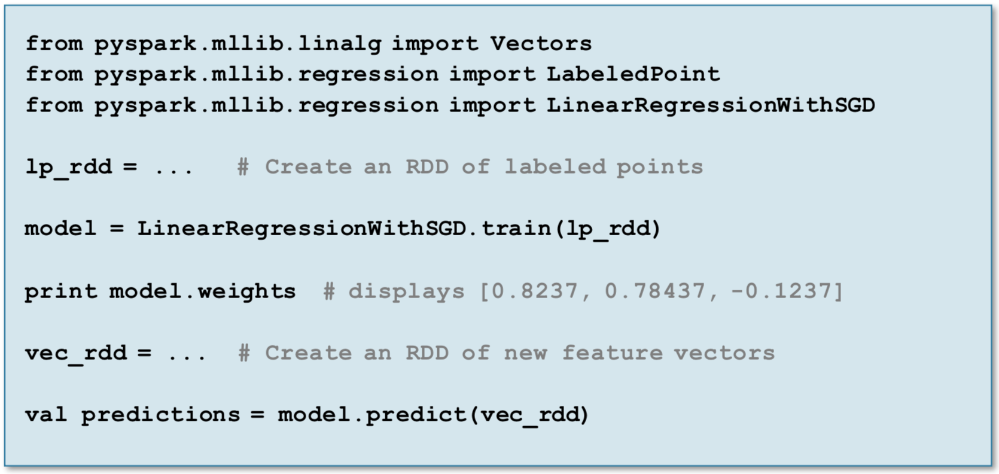 from pyspark.mllib.linalg import Vectors
from pyspark.mllib.regression import LabeledPoint
from pyspark.mllib.regression import LinearRegressionWithSGD
lp_rdd = ... # Create an RDD of labeled points
model = LinearRegressionWithSGD.train(lp_rdd)
print model.weights # displays [0.8237, 0.78437, -0.1237]
vec_rdd = ... # Create an RDD of new feature vectors
val predictions = model.predict(vec_rdd)